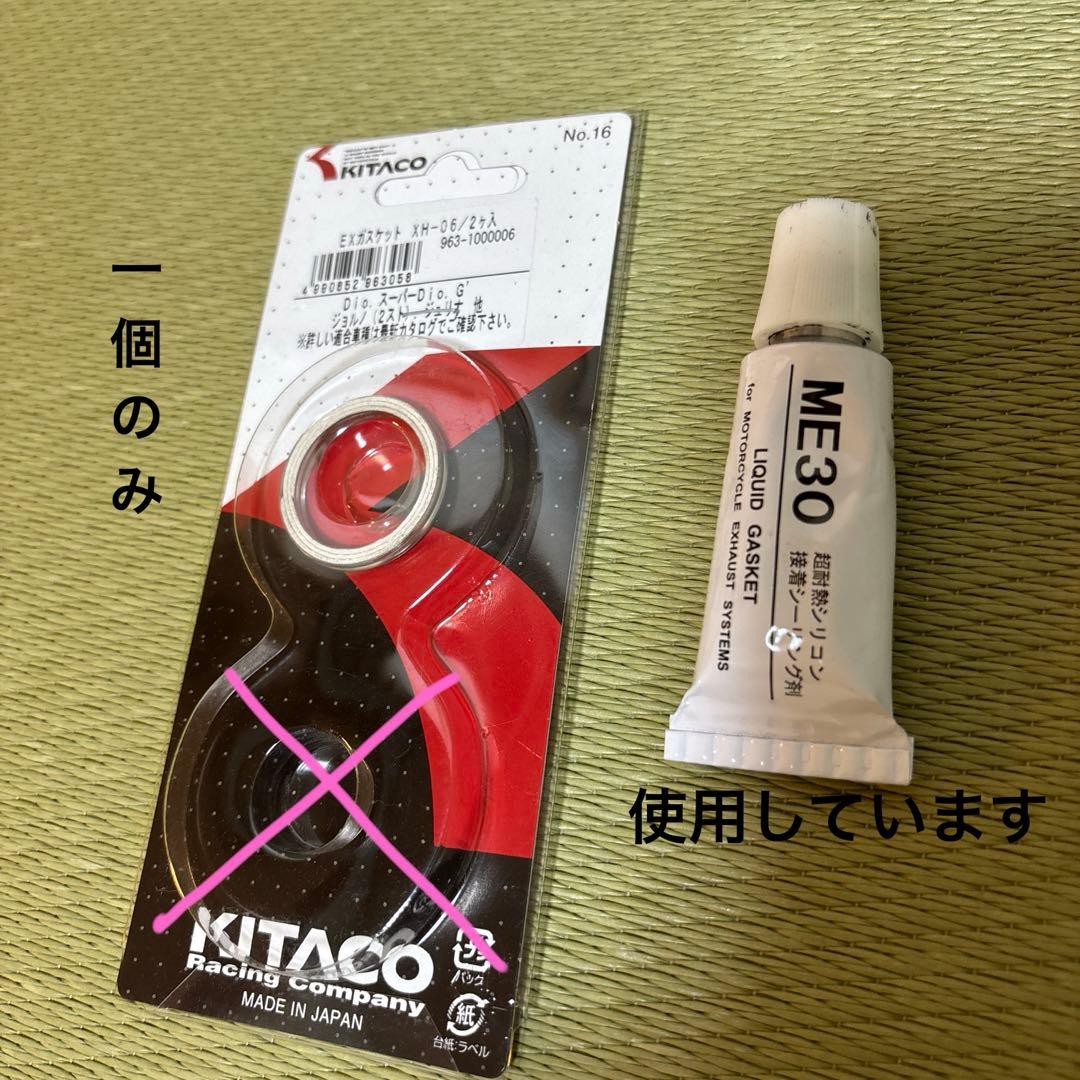 No.16
KITACO
EXガスケット XH-06/2ヶ入
963-1000006
4 990852 963058
Dio. スーパーDio. G'
ジョルノ(2スト). ジェリオ 他
※詳しい適合車種は最新カタログでご確認下さい。
一個のみ
ME30
超耐熱シリコン
接着シーリング剤
LIQUID GASKET
for MOTORCYCLE EXHAUST SYSTEMS
使用しています
KITACO
Racing Company
MADE IN JAPAN
プラ
パック
紙
台紙:ラベル